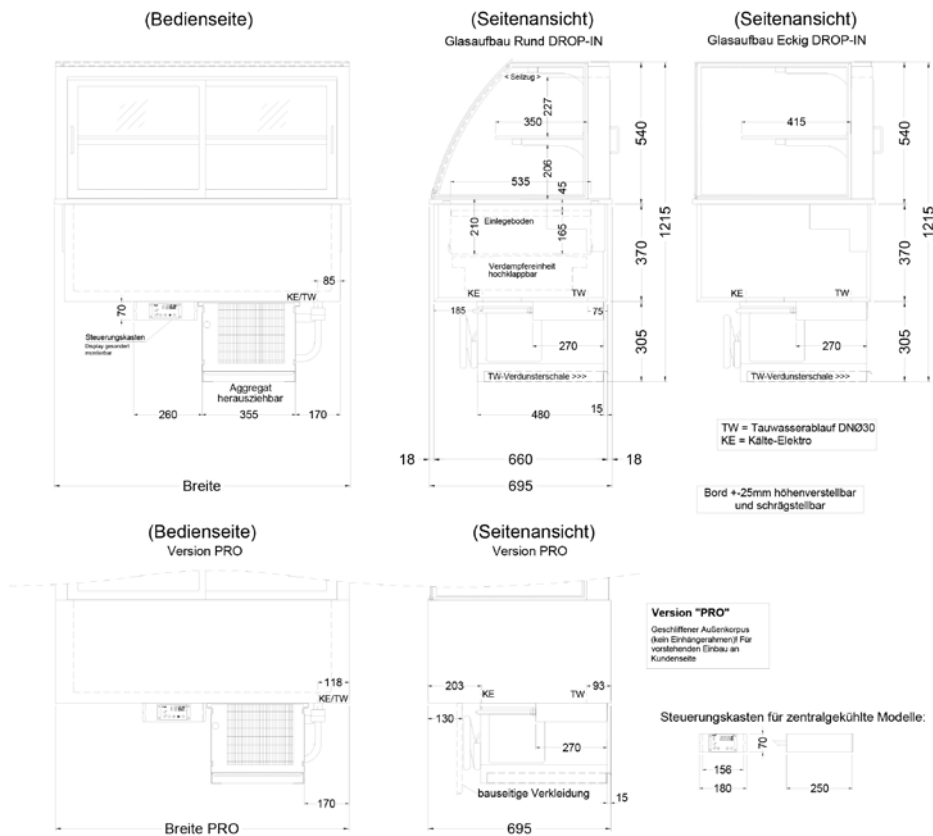 (Bedienseite)
(Seitenansicht)
Glasaufbau Rund DROP-IN
(Seitenansicht)
Glasaufbau Eckig DROP-IN
< Seilzug >
227
350
206
535
45
540
1215
415
540
1215
210
Einlegeboden
165
370
370
Verdampfereinheit
hochklappbar
85
KE/TW
KE
TW
KE
TW
70
185
75
Steuerungskasten
Display gesondert
montierbar
270
305
270
305
TW-Verdunsterschale >>>
Aggregat
herausziehbar
260
355
170
480
15
TW = Tauwasserablauf DNØ30
KE = Kälte-Elektro
18
660
18
Breite
695
Bord +-25mm höhenverstellbar
und schrägstellbar
(Bedienseite)
Version PRO
(Seitenansicht)
Version PRO
Version "PRO"
Geschliffener Außenkorpus
(kein Einhängerahmen)! Für
vorstehenden Einbau an
Kundenseite
118
KE/TW
203
KE
TW
93
130
270
Steuerungskasten für zentralgekühlte Modelle:
70
156
180
250
170
bauseitige Verkleidung
15
Breite PRO
695